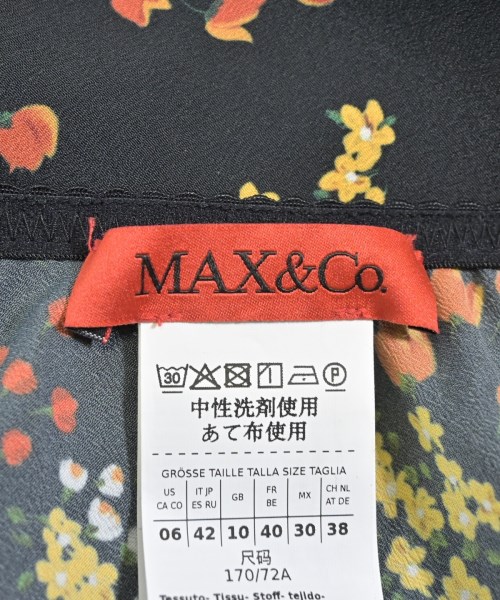 MAX&Co.
30 P
中性洗剤使用
あて布使用
GRÖSSE TAILLE TALLA SIZE TAGLIA
US CA CO IT JP ES RU GB FR BE MX CH NL AT DE
06 42 10 40 30 38
尺码
170/72A
Tessuto- Tissu- Stoff- tejido-